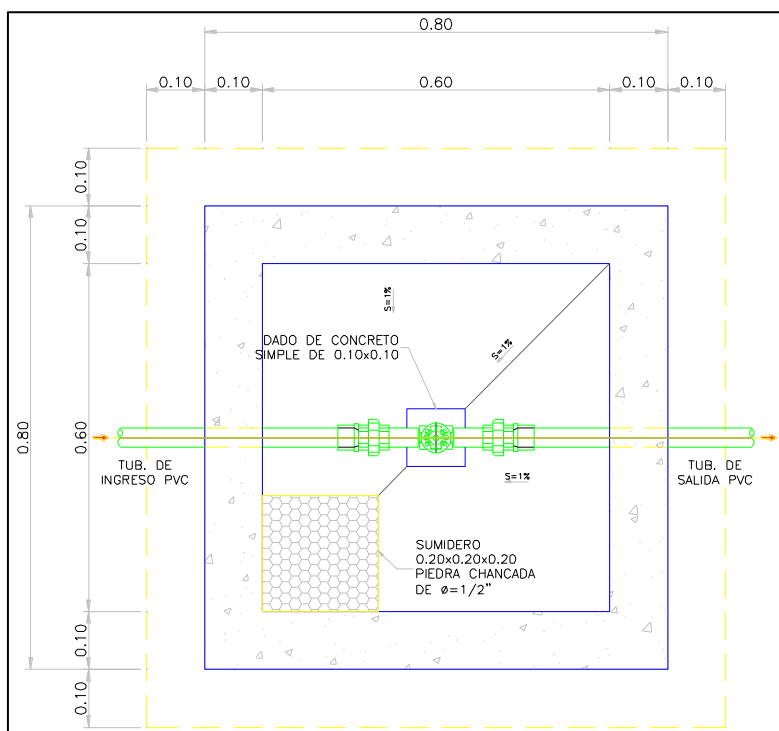 0.80
0.10 0.10 0.60 0.10 0.10
0.10
0.10
S=1%
DADO DE CONCRETO
SIMPLE DE 0.10x0.10
S=1%
0.80
0.60
TUB. DE
INGRESO PVC
TUB. DE
SALIDA PVC
S=1%
SUMIDERO
0.20x0.20x0.20
PIEDRA CHANCADA
DE ø=1/2"
0.10
0.10